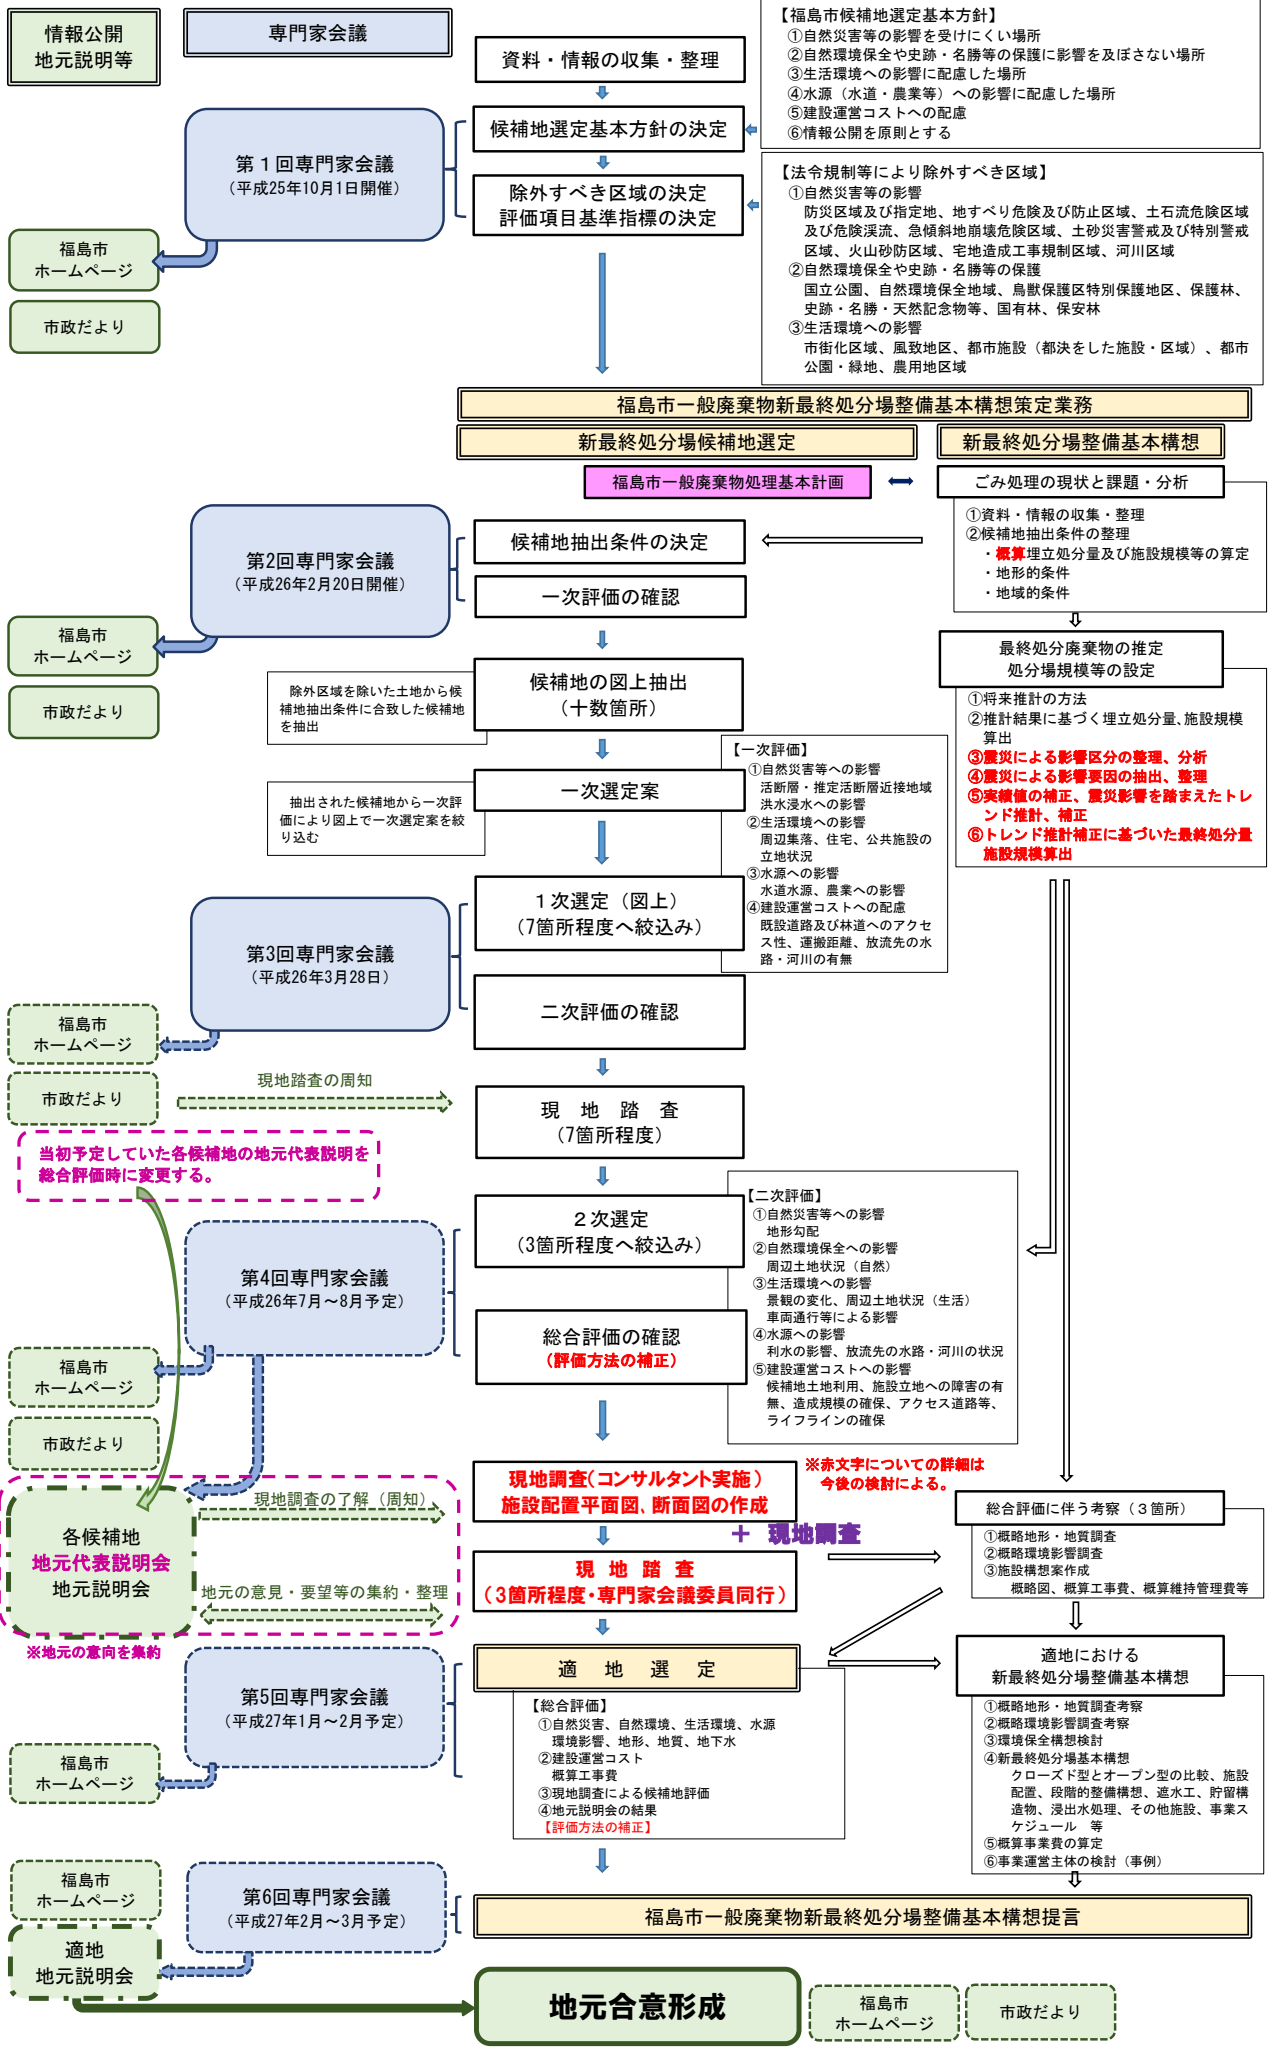 情報公開
地元説明等
専門家会議
資料・情報の収集・整理
【福島市候補地選定基本方針】
①自然災害等の影響を受けにくい場所
②自然環境保全や史跡・名勝等の保護に影響を及ぼさない場所
③生活環境への影響に配慮した場所
④水源（水道・農業等）への影響に配慮した場所
⑤建設運営コストへの配慮
⑥情報公開を原則とする
候補地選定基本方針の決定
第１回専門家会議
（平成25年10月1日開催）
除外すべき区域の決定
評価項目基準指標の決定
【法令規制等により除外すべき区域】
①自然災害等の影響
防災区域及び指定地、地すべり危険及び防止区域、土石流危険区域
及び危険渓流、急傾斜地崩壊危険区域、土砂災害警戒及び特別警戒
区域、火山砂防区域、宅地造成工事規制区域、河川区域
②自然環境保全や史跡・名勝等の保護
国立公園、自然環境保全地域、鳥獣保護区特別保護地区、保護林、
史跡・名勝・天然記念物等、国有林、保安林
③生活環境への影響
市街化区域、風致地区、都市施設（都決をした施設・区域）、都市
公園・緑地、農用地区域
福島市
ホームページ
市政だより
福島市一般廃棄物新最終処分場整備基本構想策定業務
新最終処分場候補地選定
新最終処分場整備基本構想
福島市一般廃棄物処理基本計画
ごみ処理の現状と課題・分析
①資料・情報の収集・整理
②候補地抽出条件の整理
・概算埋立処分量及び施設規模等の算定
・地形的条件
・地域的条件
第2回専門家会議
（平成26年2月20日開催）
候補地抽出条件の決定
一次評価の確認
福島市
ホームページ
市政だより
最終処分廃棄物の推定
処分場規模等の設定
①将来推計の方法
②推計結果に基づく埋立処分量、施設規模
算出
③震災による影響区分の整理、分析
④震災による影響要因の抽出、整理
⑤実績値の補正、震災影響を踏まえたトレ
ンド推計、補正
⑥トレンド推計補正に基づいた最終処分量
施設規模算出
候補地の図上抽出
（十数箇所）
除外区域を除いた土地から候
補地抽出条件に合致した候補地
を抽出
一次選定案
抽出された候補地から一次評
価により図上で一次選定案を絞
り込む
【一次評価】
①自然災害等への影響
活断層・推定活断層近接地域
洪水浸水への影響
②生活環境への影響
周辺集落、住宅、公共施設の
立地状況
③水源への影響
水道水源、農業への影響
④建設運営コストへの配慮
既設道路及び林道へのアクセ
ス性、運搬距離、放流先の水
路・河川の有無
１次選定（図上）
（7箇所程度へ絞込み）
第3回専門家会議
（平成26年3月28日）
二次評価の確認
福島市
ホームページ
市政だより
現地踏査の周知
現　地　踏　査
（7箇所程度）
当初予定していた各候補地の地元代表説明を
総合評価時に変更する。
２次選定
（3箇所程度へ絞込み）
第4回専門家会議
（平成26年7月～8月予定）
総合評価の確認
（評価方法の補正）
【二次評価】
①自然災害等への影響
地形勾配
②自然環境保全への影響
周辺土地状況（自然）
③生活環境への影響
景観の変化、周辺土地状況（生活）
車両通行等による影響
④水源への影響
利水の影響、放流先の水路・河川の状況
⑤建設運営コストへの影響
候補地土地利用、施設立地への障害の有
無、造成規模の確保、アクセス道路等、
ライフラインの確保
福島市
ホームページ
市政だより
現地調査（コンサルタント実施）
施設配置平面図、断面図の作成
※赤文字についての詳細は
今後の検討による。
＋　現地調査
現　地　踏　査
（３箇所程度・専門家会議委員同行）
現地調査の了解（周知）
各候補地
地元代表説明会
地元説明会
地元の意見・要望等の集約・整理
※地元の意向を集約
総合評価に伴う考察（３箇所）
①概略地形・地質調査
②概略環境影響調査
③施設構想案作成
概略図、概算工事費、概算維持管理費等
適　地　選　定
【総合評価】
①自然災害、自然環境、生活環境、水源
環境影響、地形、地質、地下水
②建設運営コスト
概算工事費
③現地調査による候補地評価
④地元説明会の結果
【評価方法の補正】
第5回専門家会議
（平成27年1月～2月予定）
福島市
ホームページ
適地における
新最終処分場整備基本構想
①概略地形・地質調査考察
②概略環境影響調査考察
③環境保全構想検討
④新最終処分場基本構想
クローズド型とオープン型の比較、施設
配置、段階的整備構想、遮水工、貯留構
造物、浸出水処理、その他施設、事業ス
ケジュール　等
⑤概算事業費の算定
⑥事業運営主体の検討（事例）
福島市
ホームページ
第6回専門家会議
（平成27年2月～3月予定）
福島市一般廃棄物新最終処分場整備基本構想提言
適地
地元説明会
地元合意形成
福島市
ホームページ
市政だより